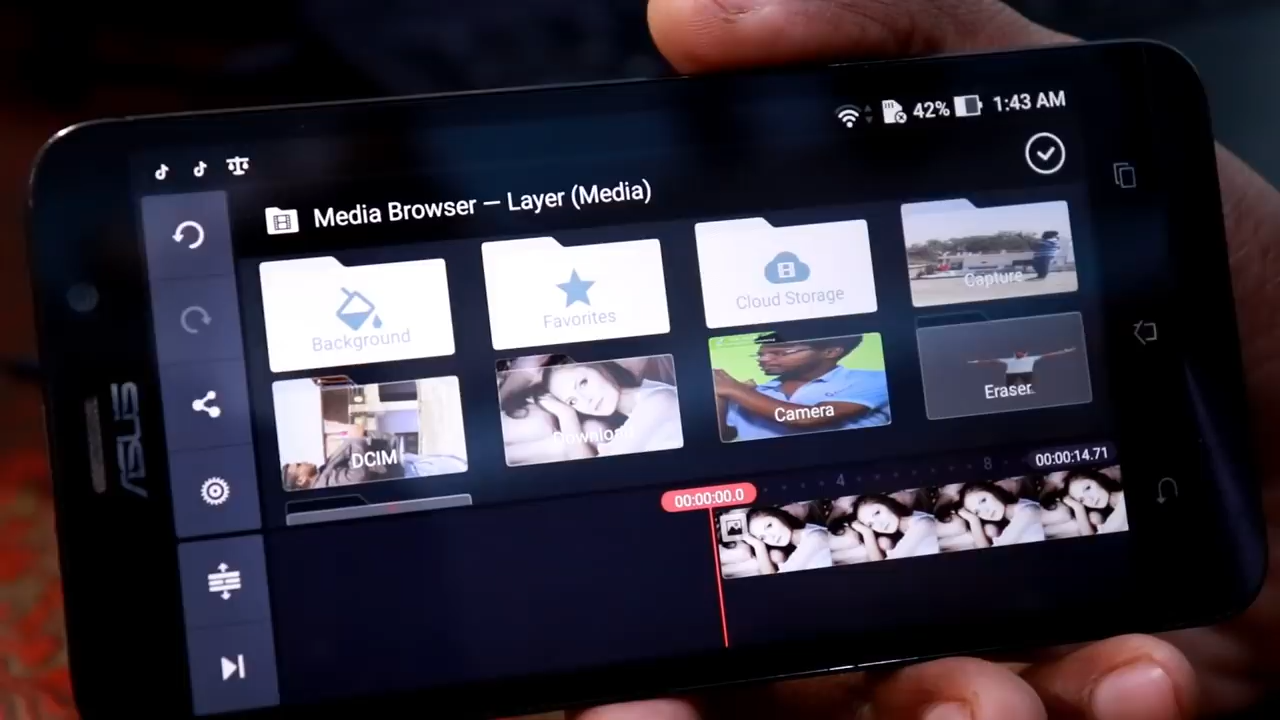 42% 1:43 AM
Media Browser — Layer (Media)
Background
Favorites
Cloud Storage
Capture
DCIM
Download
Camera
Eraser
00:00:00.0
4
8
00:00:14.71
ASUS